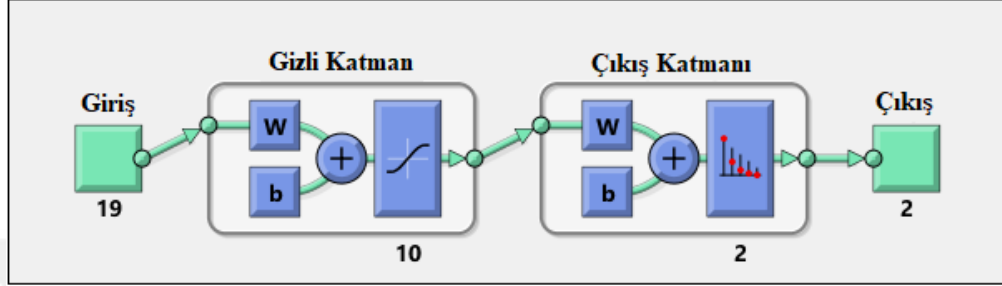 Gizli Katman
Çıkış Katmanı
Giriş
Çıkış
W
W
b
b
19
10
2
2